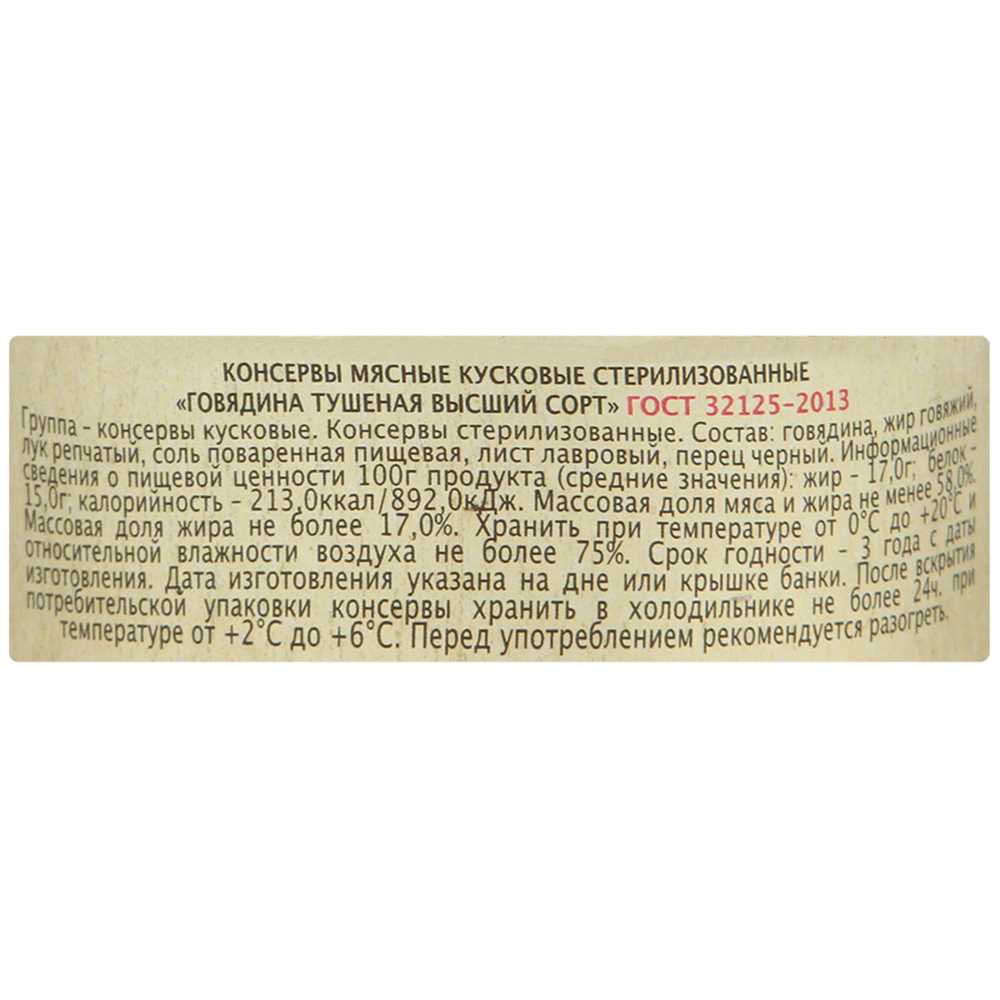 КОНСЕРВЫ МЯСНЫЕ КУСКОВЫЕ СТЕРИЛИЗОВАННЫЕ
«ГОВЯДИНА ТУШЕНАЯ ВЫСШИЙ СОРТ» ГОСТ 32125-2013
Группа - консервы кусковые. Консервы стерилизованные. Состав: говядина, жир говяжий,
лук репчатый, соль поваренная пищевая, лист лавровый, перец черный. Информационные
сведения о пищевой ценности 100г продукта (средние значения): жир - 17,0г; белок -
15,0г; калорийность - 213,0ккал/892,0кДж. Массовая доля мяса и жира не менее 58,0%.
Массовая доля жира не более 17,0%. Хранить при температуре от 0°С до +20°С и
относительной влажности воздуха не более 75%. Срок годности - 3 года с даты
изготовления. Дата изготовления указана на дне или крышке банки. После вскрытия
потребительской упаковки консервы хранить в холодильнике не более 24ч. при
температуре от +2°С до +6°С. Перед употреблением рекомендуется разогреть.